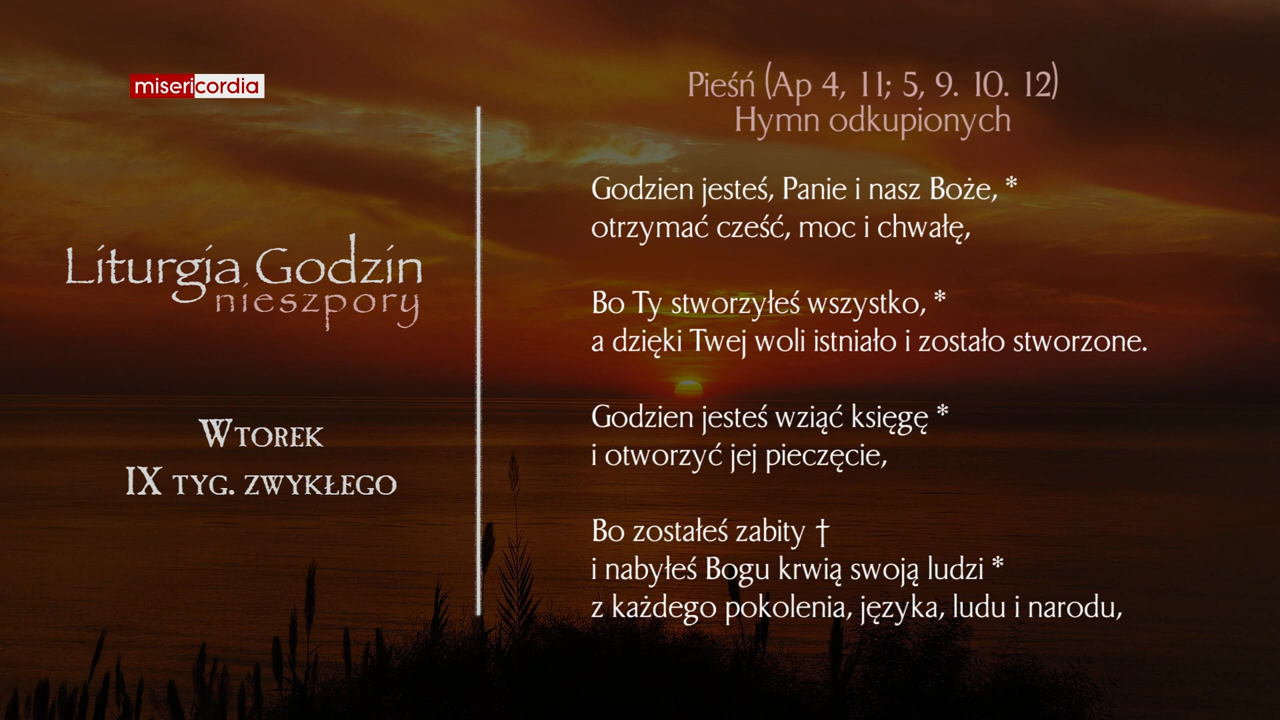 misericordia
Liturgia Godzin
nieszpory
Wtorek
IX tyg. zwykłego
Pieśń (Ap 4, 11; 5, 9. 10. 12)
Hymn odkupionych
Godzien jesteś, Panie i nasz Boże, *
otrzymać cześć, moc i chwałę,
Bo Ty stworzyłeś wszystko, *
a dzięki Twej woli istniało i zostało stworzone.
Godzien jesteś wziąć księgę *
i otworzyć jej pieczęcie,
Bo zostałeś zabity †
i nabyłeś Bogu krwią swoją ludzi *
z każdego pokolenia, języka, ludu i narodu,